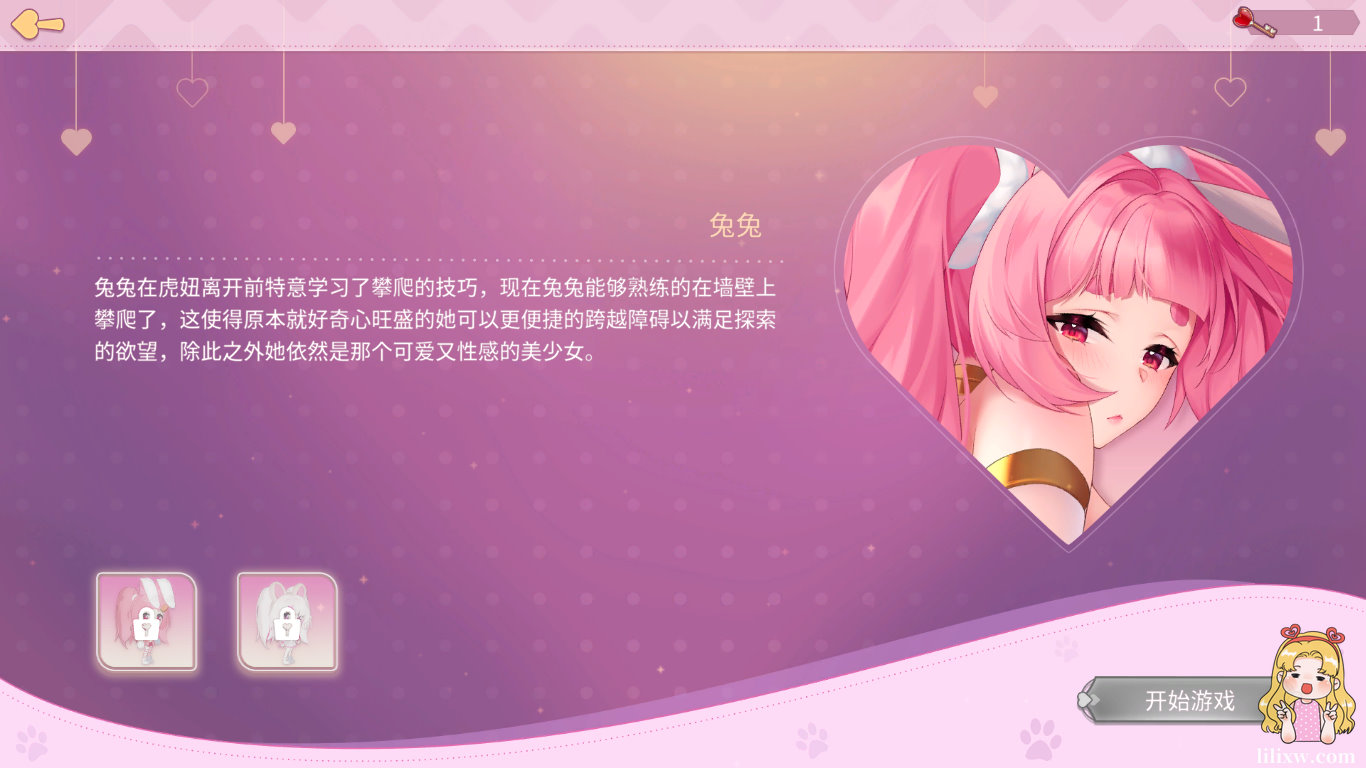 1
兔兔
兔兔在虎妞离开前特意学习了攀爬的技巧，现在兔兔能够熟练的在墙壁上
攀爬了，这使得原本就好奇心旺盛的她可以更便捷的跨越障碍以满足探索
的欲望，除此之外她依然是那个可爱又性感的美少女。
开始游戏
lilixw.com